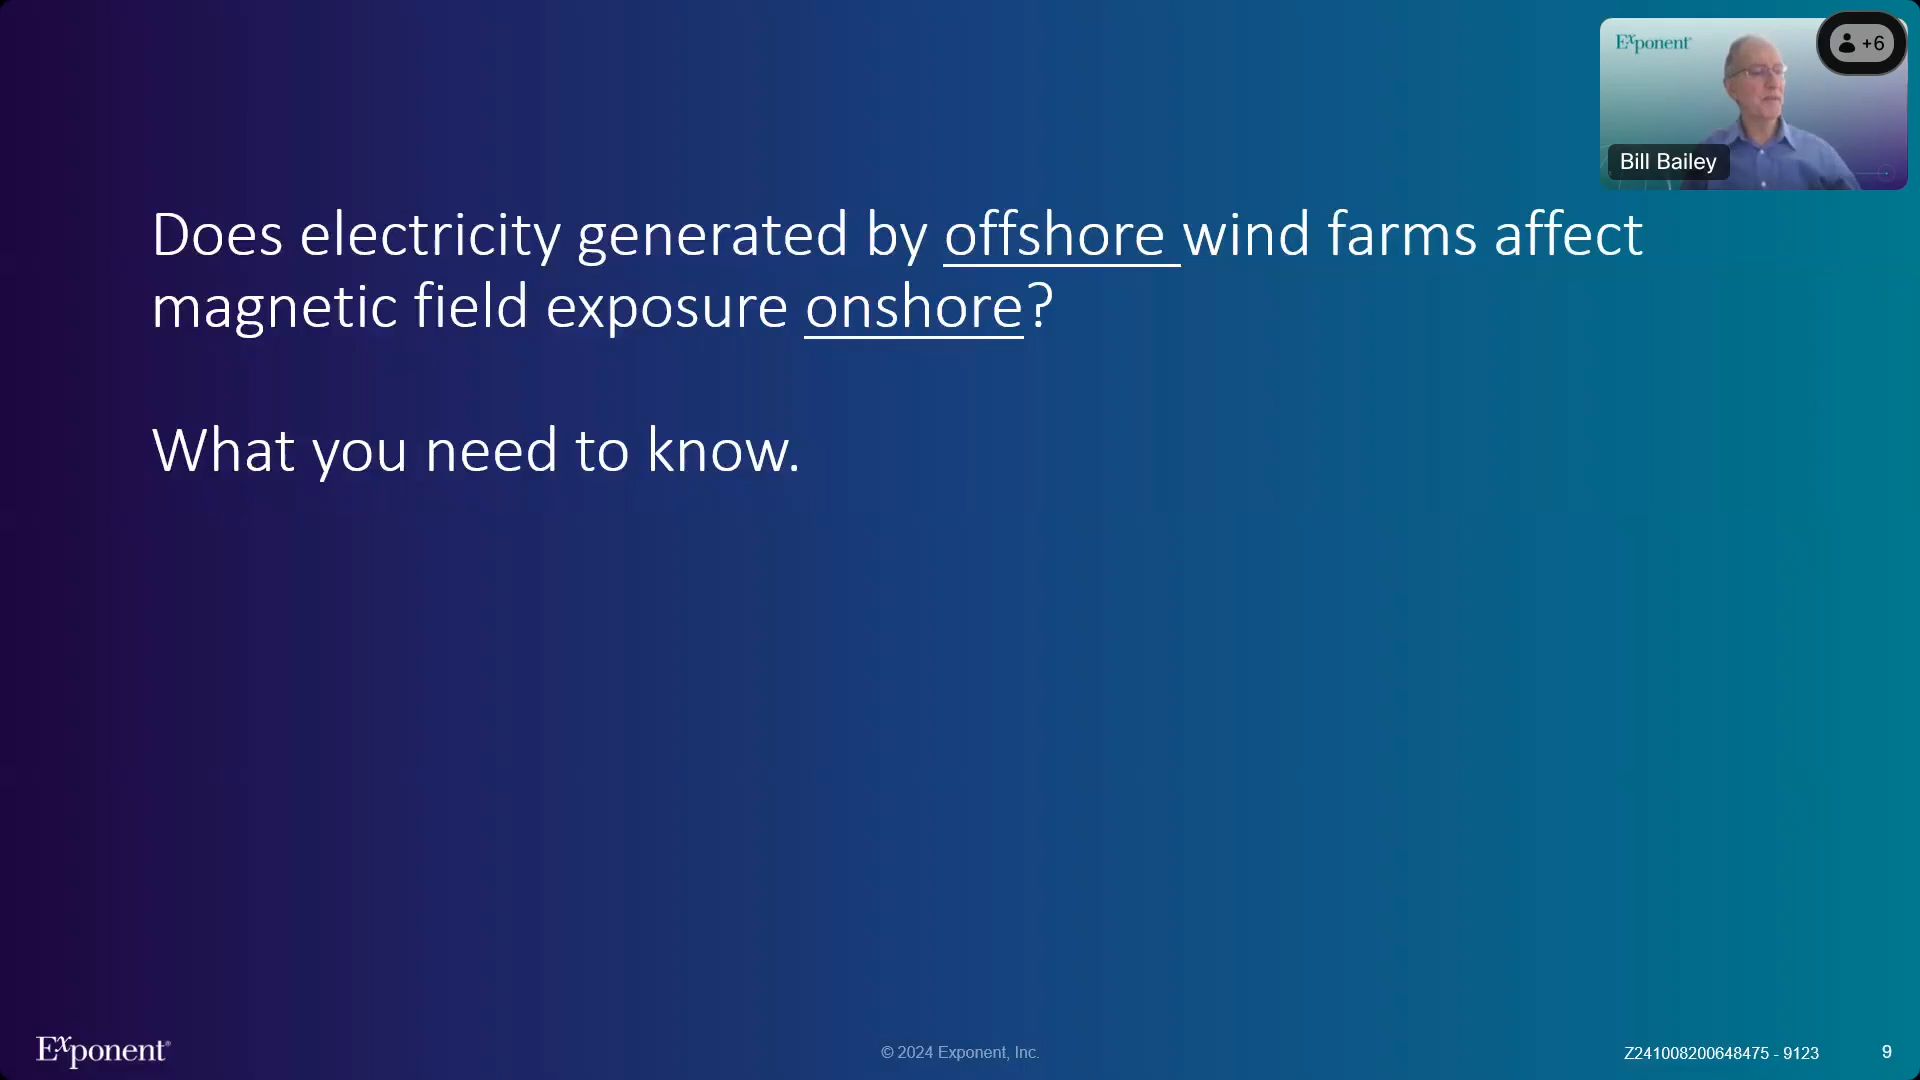 Exponent®
+6
Bill Bailey
Does electricity generated by offshore wind farms affect
magnetic field exposure onshore?
What you need to know.
Exponent®
© 2024 Exponent, Inc.
Z241008200648475 - 9123
9